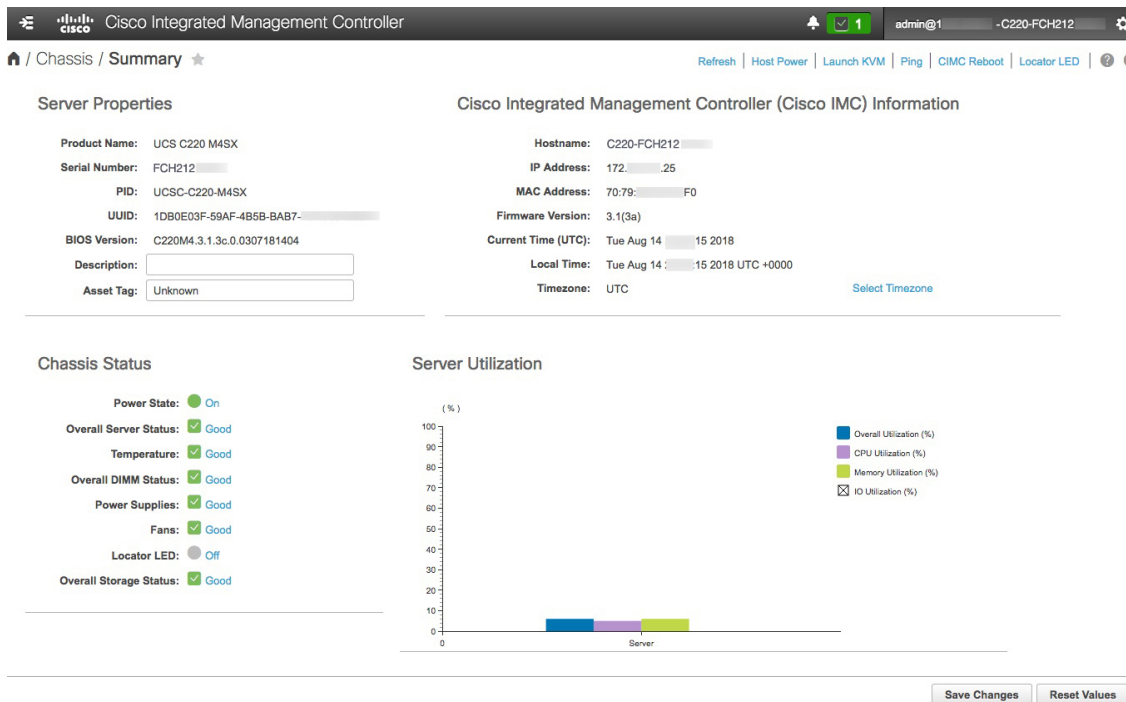 cisco Cisco Integrated Management Controller 1 admin@1 -C220-FCH212
/ Chassis / Summary Refresh | Host Power | Launch KVM | Ping | CIMC Reboot | Locator LED | ?
Server Properties
Product Name: UCS C220 M4SX
Serial Number: FCH212
PID: UCSC-C220-M4SX
UUID: 1DB0E03F-59AF-4B5B-BAB7-
BIOS Version: C220M4.3.1.3c.0.0307181404
Description:
Asset Tag: Unknown
Cisco Integrated Management Controller (Cisco IMC) Information
Hostname: C220-FCH212
IP Address: 172. .25
MAC Address: 70:79: F0
Firmware Version: 3.1(3a)
Current Time (UTC): Tue Aug 14 15 2018
Local Time: Tue Aug 14 :15 2018 UTC +0000
Timezone: UTC Select Timezone
Chassis Status
Power State: On
Overall Server Status: Good
Temperature: Good
Overall DIMM Status: Good
Power Supplies: Good
Fans: Good
Locator LED: Off
Overall Storage Status: Good
Server Utilization
( % )
100
90
80
70
60
50
40
30
20
10
0
0 Server
Overall Utilization (%)
CPU Utilization (%)
Memory Utilization (%)
IO Utilization (%)
Save Changes Reset Values